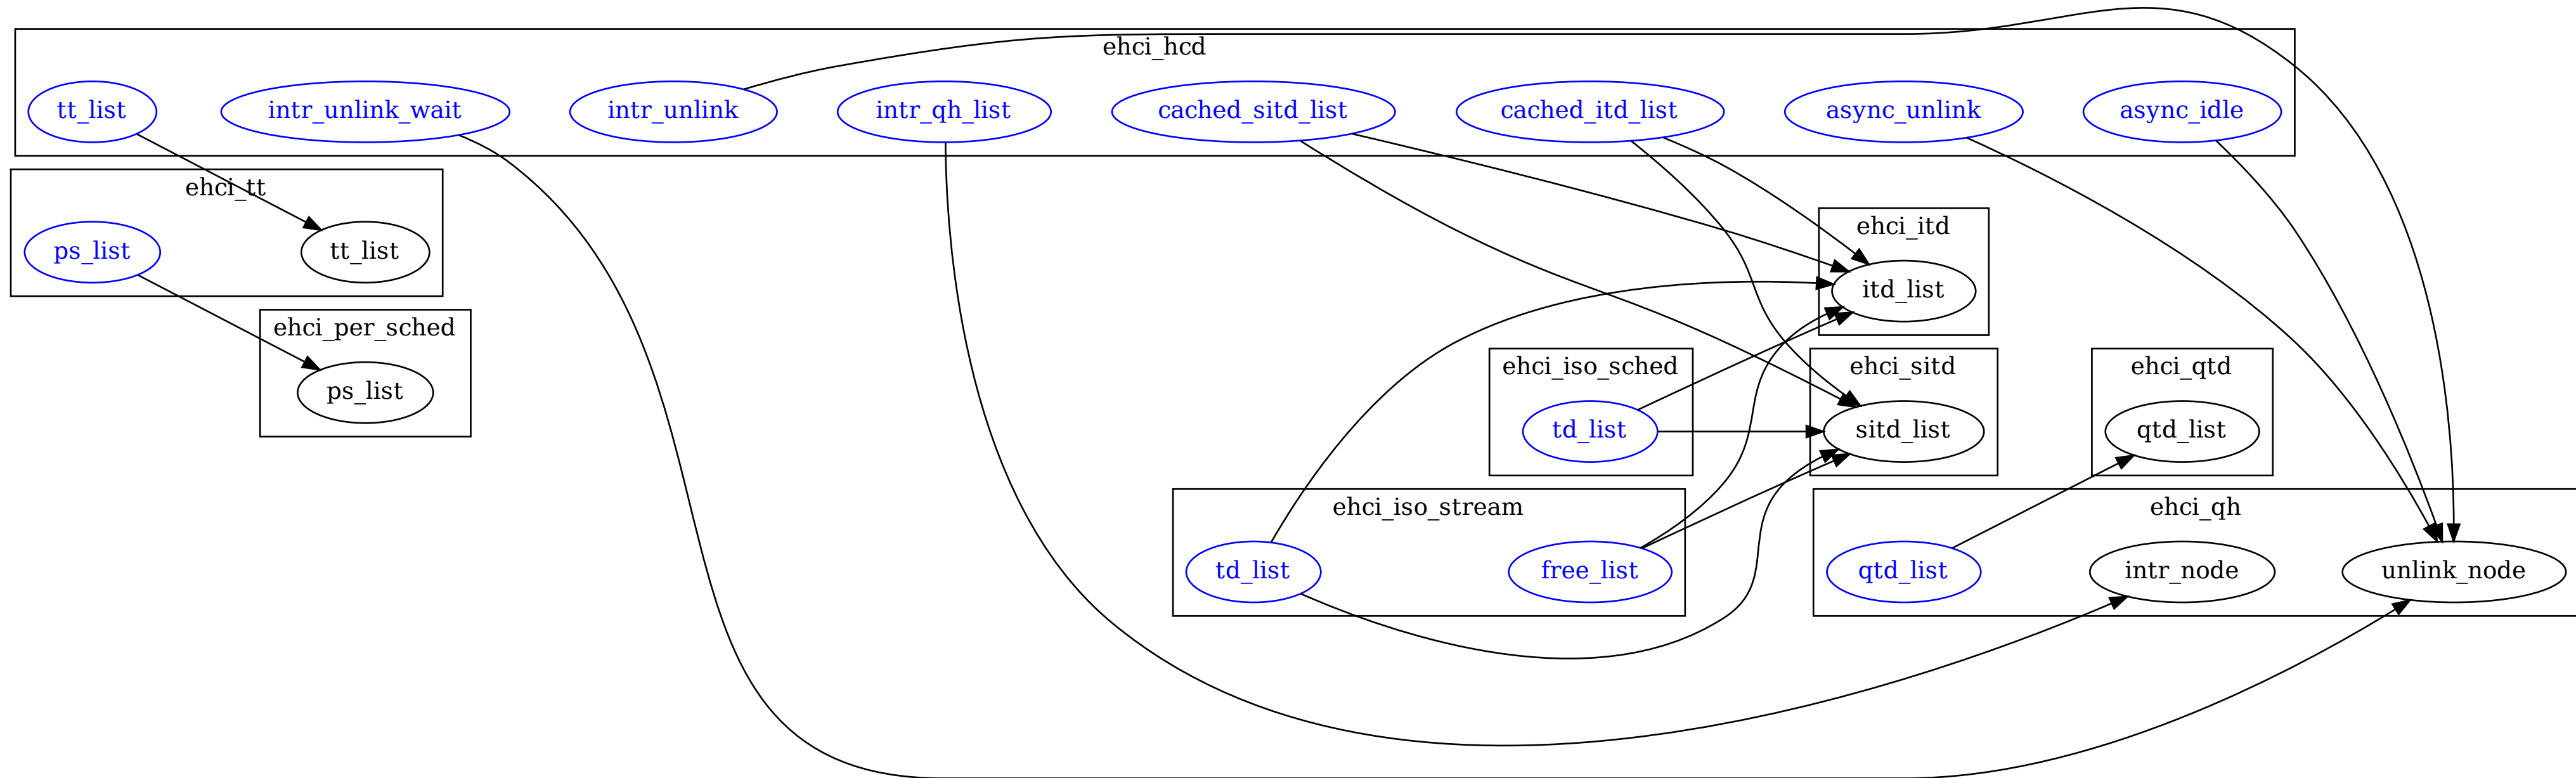 ehci_hcd
tt_list
intr_unlink_wait
intr_unlink
intr_qh_list
cached_sitd_list
cached_itd_list
async_unlink
async_idle
ehci_tt
ps_list
tt_list
ehci_itd
itd_list
ehci_per_sched
ps_list
ehci_iso_sched
td_list
ehci_sitd
sitd_list
ehci_qtd
qtd_list
ehci_iso_stream
td_list
free_list
ehci_qh
qtd_list
intr_node
unlink_node